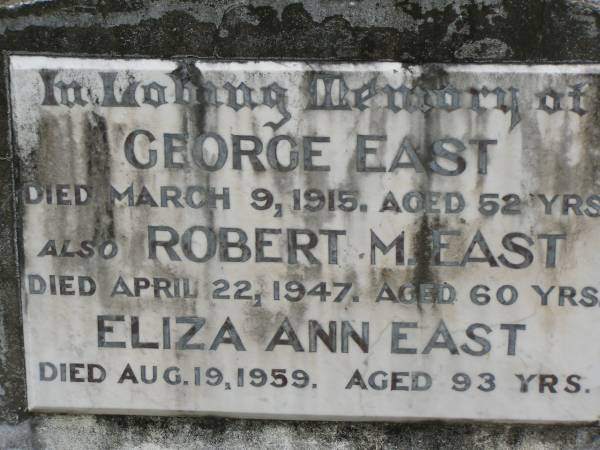 In Loving Memory of
GEORGE EAST
DIED MARCH 9, 1915. AGED 52 YRS
ALSO ROBERT M. EAST
DIED APRIL 22, 1947. AGED 60 YRS.
ELIZA ANN EAST
DIED AUG. 19, 1959. AGED 93 YRS.